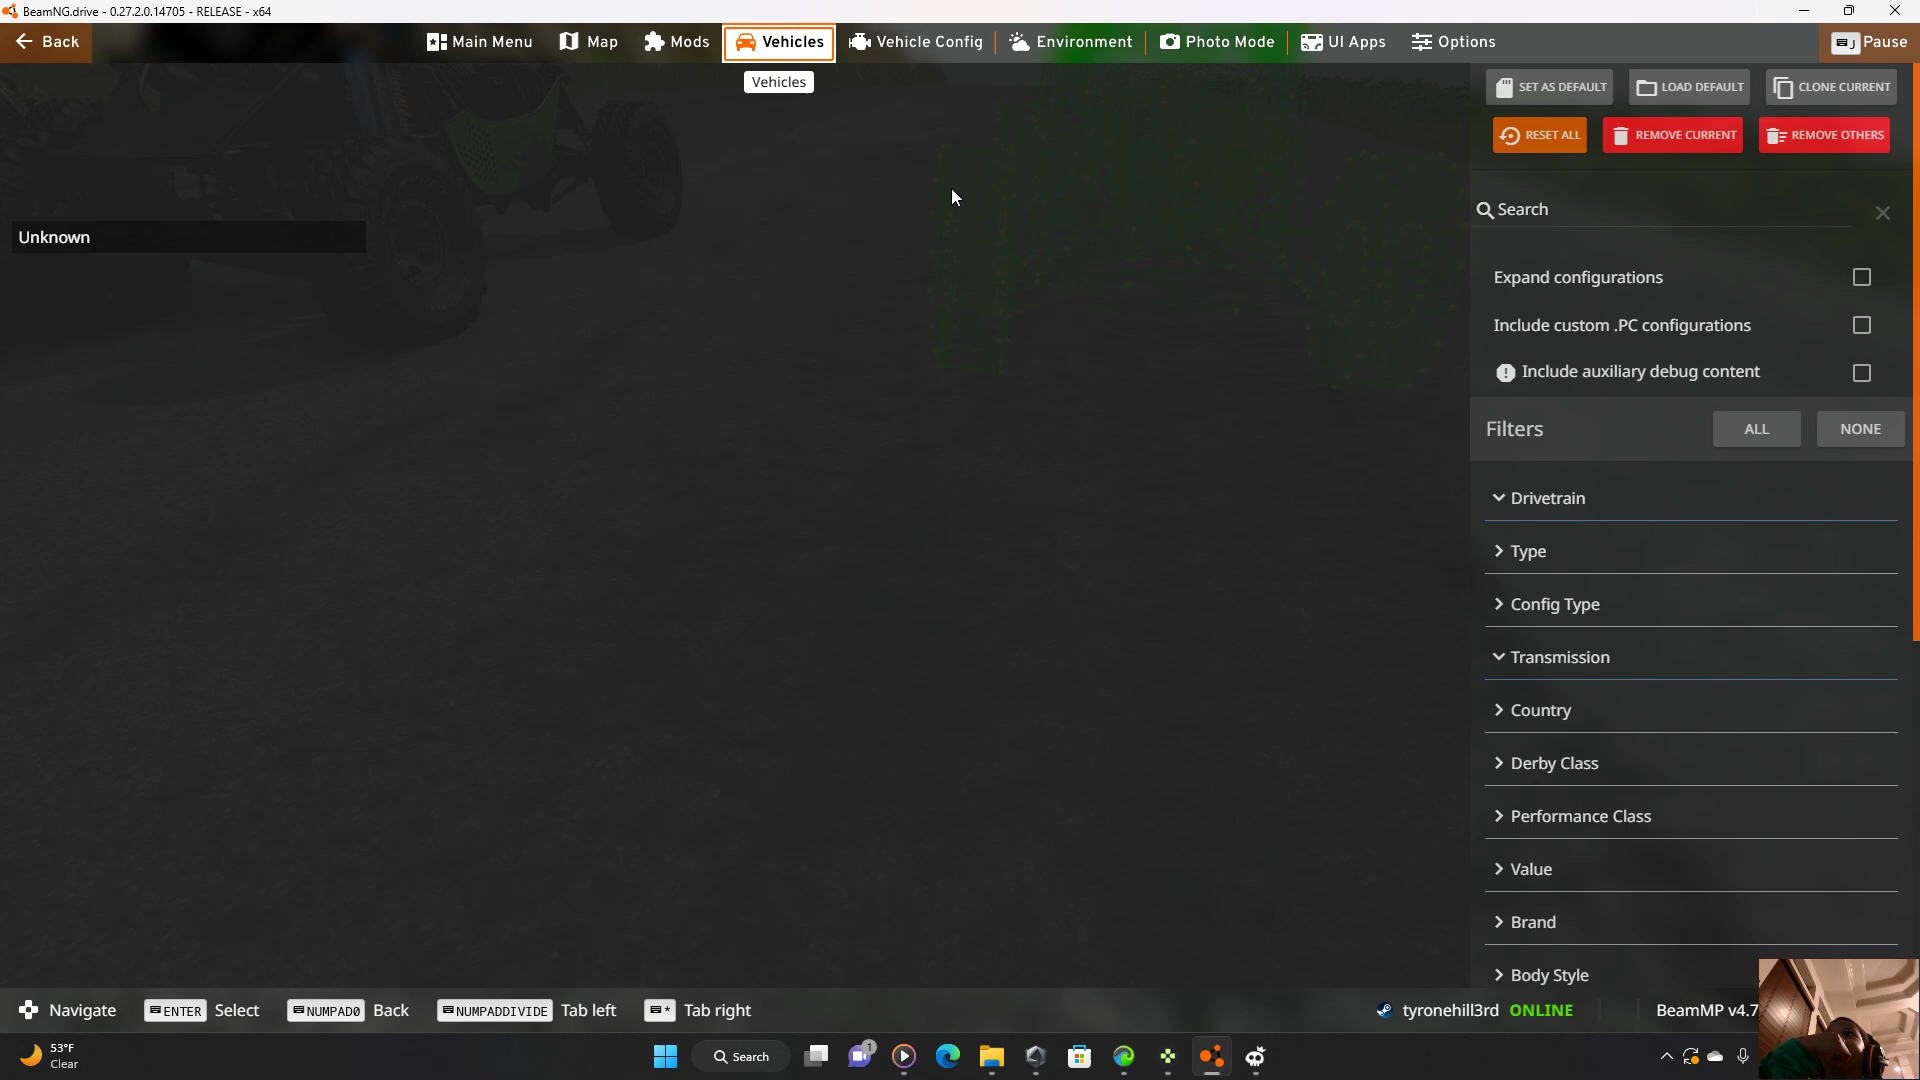 BeamNG.drive - 0.27.2.0.14705 - RELEASE - x64
Back
Main Menu
Map
Mods
Vehicles
Vehicle Config
Environment
Photo Mode
UI Apps
Options
J Pause
Vehicles
SET AS DEFAULT
LOAD DEFAULT
CLONE CURRENT
RESET ALL
REMOVE CURRENT
REMOVE OTHERS
Search
Unknown
Expand configurations
Include custom .PC configurations
Include auxiliary debug content
Filters
ALL
NONE
Drivetrain
Type
Config Type
Transmission
Country
Derby Class
Performance Class
Value
Brand
Body Style
Navigate
ENTER Select
NUMPAD0 Back
NUMPADDIVIDE Tab left
* Tab right
tyronehill3rd ONLINE
BeamMP v4.7
53°F
Clear
Search
1